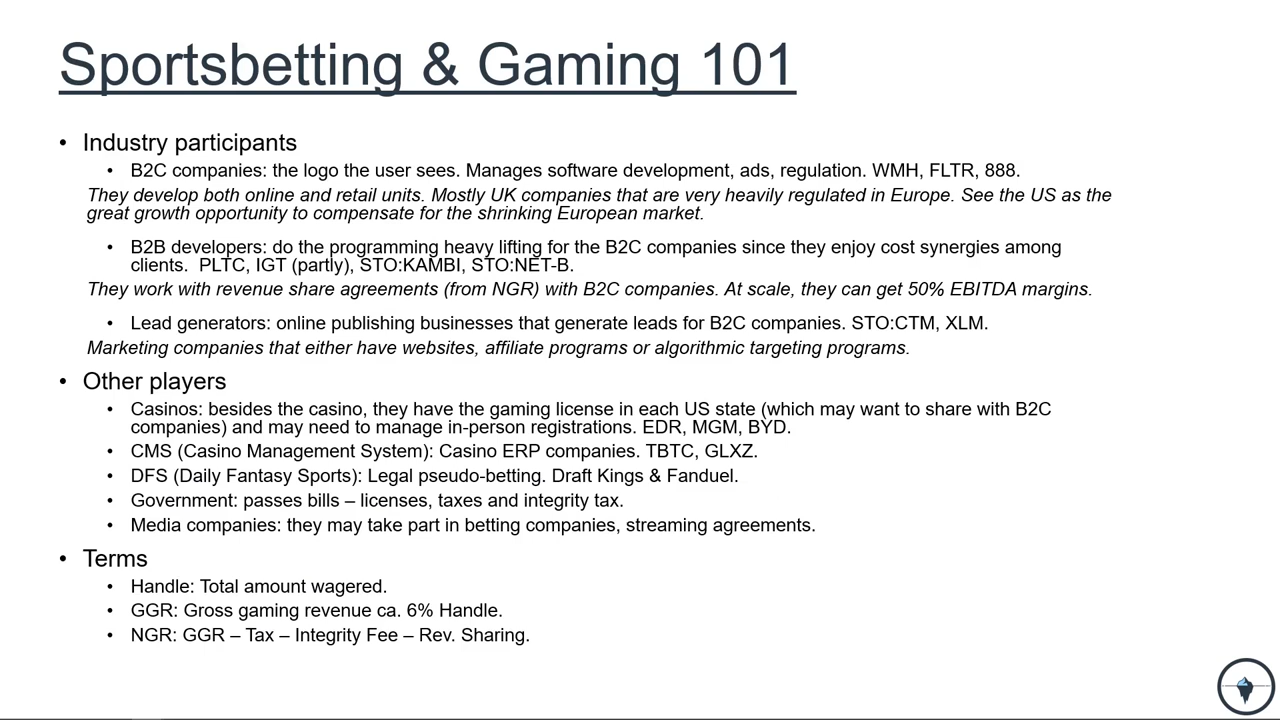 Sportsbetting & Gaming 101
• Industry participants
• B2C companies: the logo the user sees. Manages software development, ads, regulation. WMH, FLTR, 888.
They develop both online and retail units. Mostly UK companies that are very heavily regulated in Europe. See the US as the
great growth opportunity to compensate for the shrinking European market.
• B2B developers: do the programming heavy lifting for the B2C companies since they enjoy cost synergies among
clients.  PLTC, IGT (partly), STO:KAMBI, STO:NET-B.
They work with revenue share agreements (from NGR) with B2C companies. At scale, they can get 50% EBITDA margins.
• Lead generators: online publishing businesses that generate leads for B2C companies. STO:CTM, XLM.
Marketing companies that either have websites, affiliate programs or algorithmic targeting programs.
• Other players
• Casinos: besides the casino, they have the gaming license in each US state (which may want to share with B2C
companies) and may need to manage in-person registrations. EDR, MGM, BYD.
• CMS (Casino Management System): Casino ERP companies. TBTC, GLXZ.
• DFS (Daily Fantasy Sports): Legal pseudo-betting. Draft Kings & Fanduel.
• Government: passes bills – licenses, taxes and integrity tax.
• Media companies: they may take part in betting companies, streaming agreements.
• Terms
• Handle: Total amount wagered.
• GGR: Gross gaming revenue ca. 6% Handle.
• NGR: GGR – Tax – Integrity Fee – Rev. Sharing.